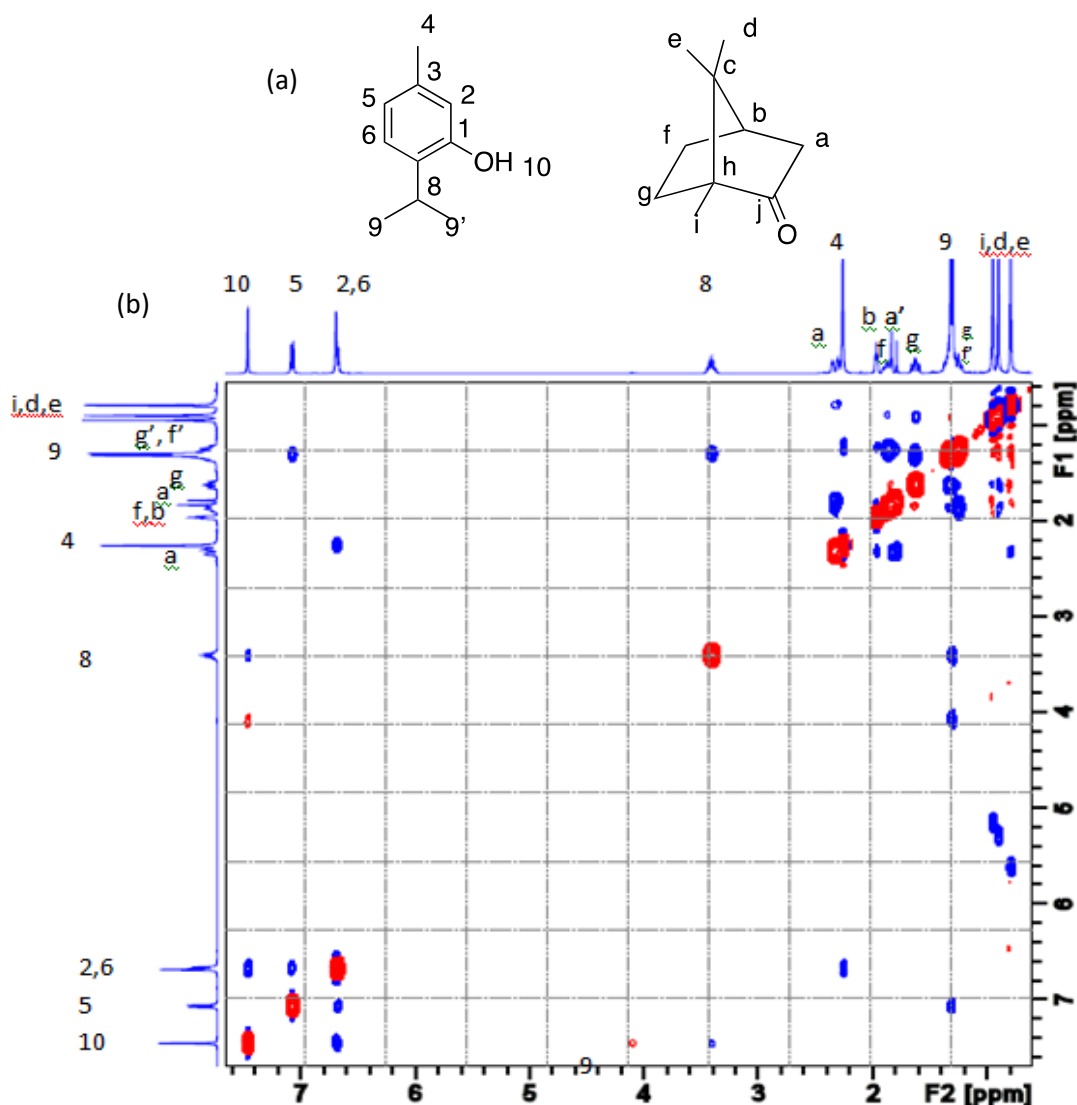 (a)
4
3
5
2
6
1
OH 10
8
9 9'
e d
c
b
f a
h
g
i j
O
(b)
10 5 2,6 8 4 9 i,d,e
a b f a' g g f'
i,d,e
g', f'
9
g
a'
f,b
4
a
8
2,6
5
10
9
7 6 5 4 3 2 F2 [ppm]
F1 [ppm]
2
3
4
5
6
7